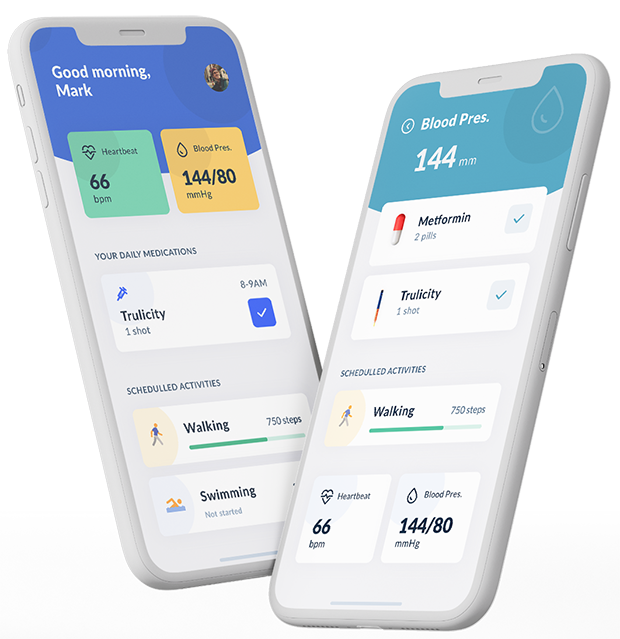 Good morning,
Mark
Heartbeat
66
bpm
Blood Pres.
144/80
mmHg
YOUR DAILY MEDICATIONS
8-9AM
Trulicity
1 shot
SCHEDULLED ACTIVITIES
Walking
750 steps
Swimming
Not started
Blood Pres.
144 mm
Metformin
2 pills
Trulicity
1 shot
SCHEDULLED ACTIVITIES
Walking
750 steps
Heartbeat
66
bpm
Blood Pres.
144/80
mmHg